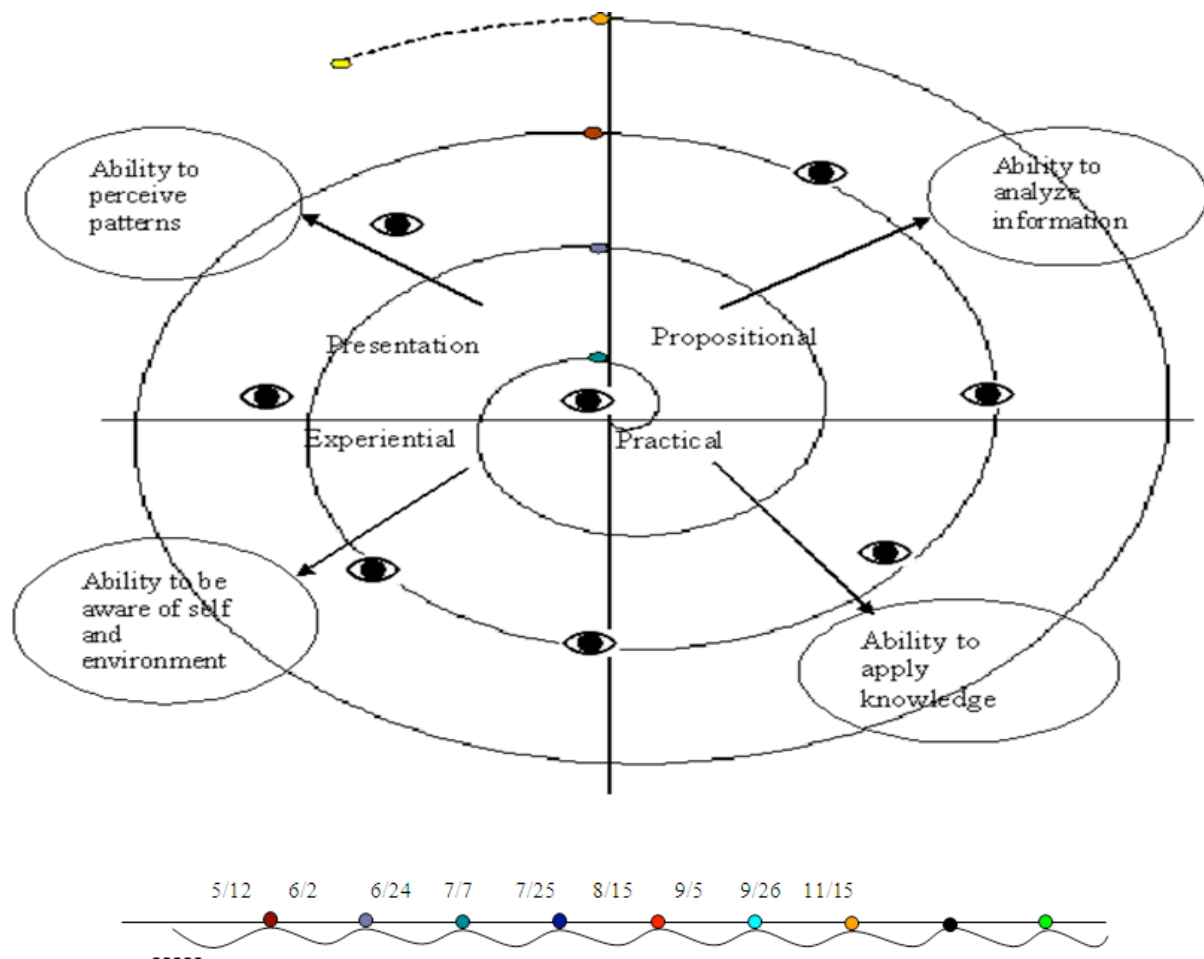 Ability to
perceive
patterns
Ability to
analyze
information
Presentation
Propositional
Experiential
Practical
Ability to be
aware of self
and
environment
Ability to
apply
knowledge
5/12 6/2 6/24 7/7 7/25 8/15 9/5 9/26 11/15